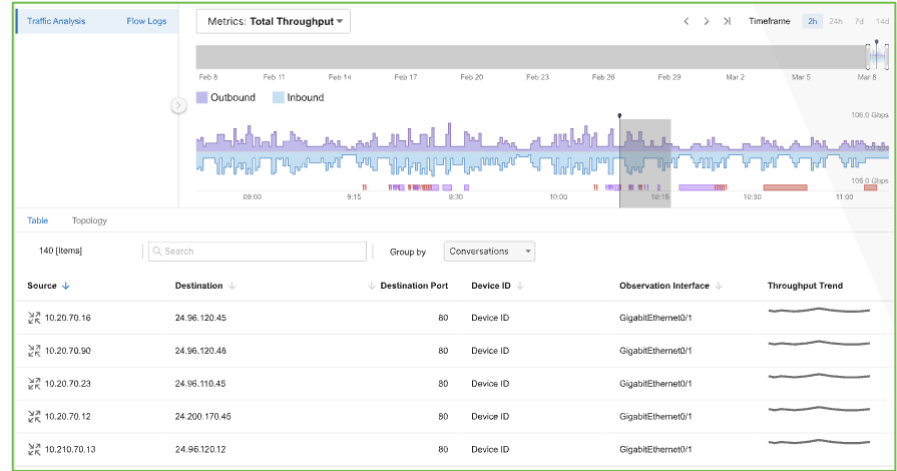 Traffic Analysis Flow Logs
Metrics: Total Throughput
Timeframe 2h 24h 7d 14d
Feb 8 Feb 11 Feb 14 Feb 17 Feb 20 Feb 23 Feb 26 Feb 29 Mar 2 Mar 5 Mar 8
Outbound Inbound
106.0 Gbps
0.0 bps
106.0 Gbps
09:00 9:15 9:30 10:00 10:15 10:30 11:00
Table Topology
140 [Items] Search Group by Conversations
Source Destination Destination Port Device ID Observation Interface Throughput Trend
10.20.70.16 24.96.120.45 80 Device ID GigabitEthernet0/1
10.20.70.90 24.96.120.46 80 Device ID GigabitEthernet0/1
10.20.70.23 24.96.110.45 80 Device ID GigabitEthernet0/1
10.20.70.12 24.200.170.45 80 Device ID GigabitEthernet0/1
10.210.70.13 24.96.120.12 80 Device ID GigabitEthernet0/1